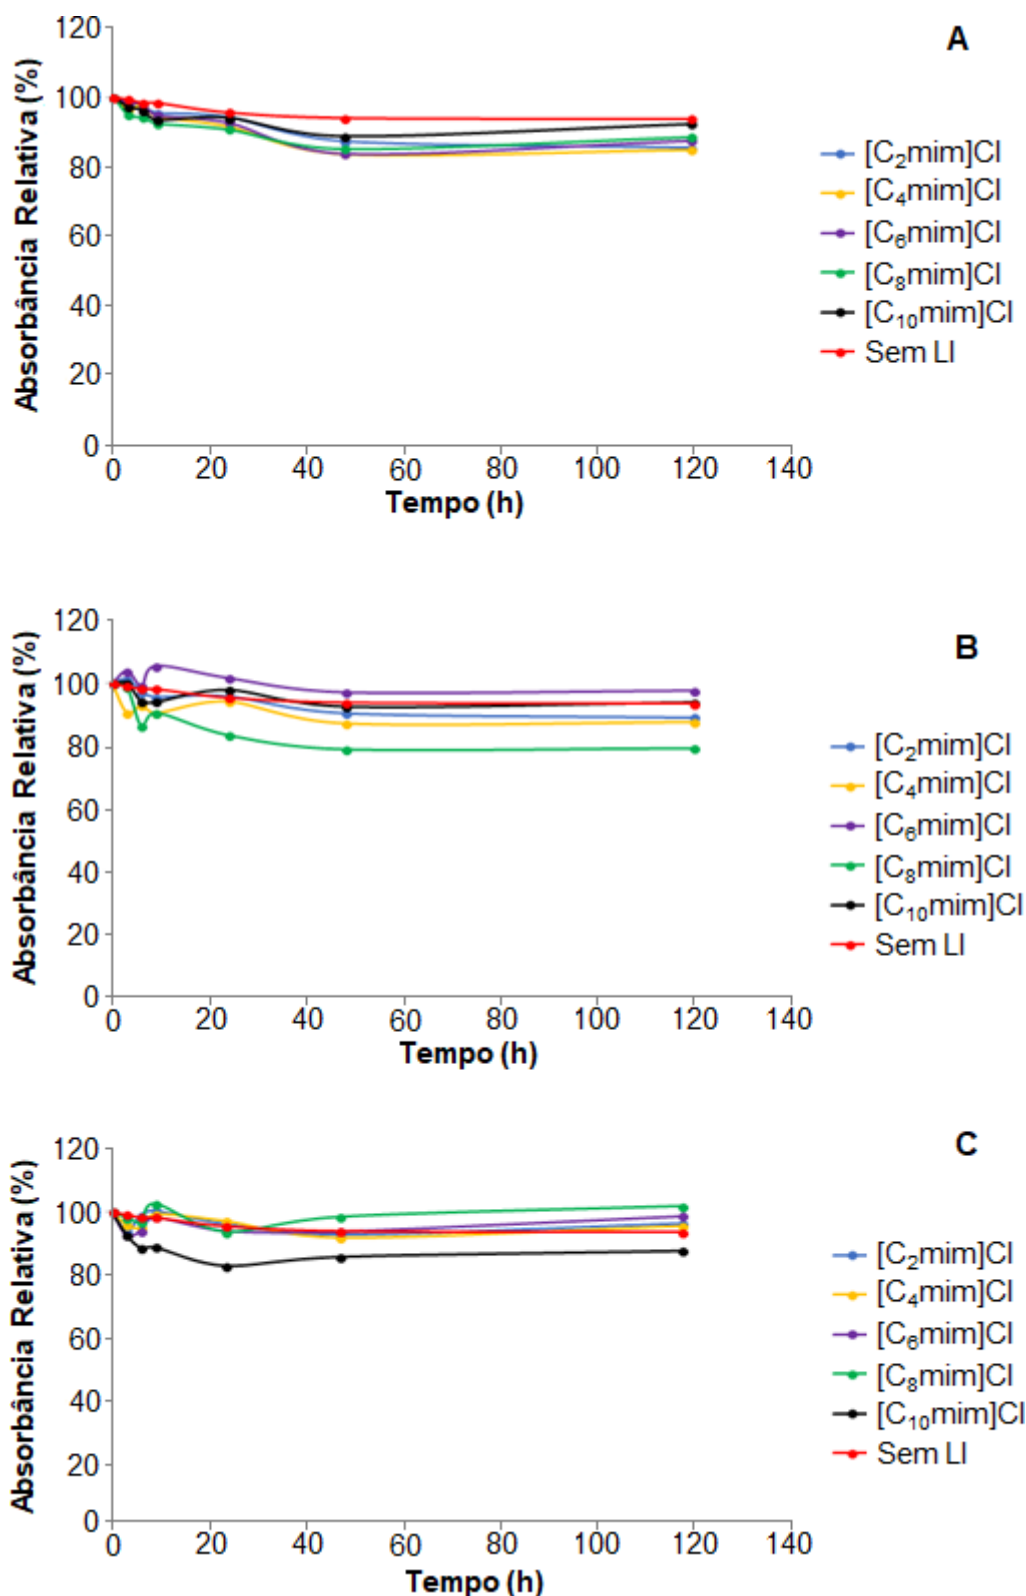 A
Absorbância Relativa (%)
120
100
80
60
40
20
0
0 20 40 60 80 100 120 140
Tempo (h)
[C₂mim]Cl
[C₄mim]Cl
[C₆mim]Cl
[C₈mim]Cl
[C₁₀mim]Cl
Sem LI
B
Absorbância Relativa (%)
120
100
80
60
40
20
0
0 20 40 60 80 100 120 140
Tempo (h)
[C₂mim]Cl
[C₄mim]Cl
[C₆mim]Cl
[C₈mim]Cl
[C₁₀mim]Cl
Sem LI
C
Absorbância Relativa (%)
120
100
80
60
40
20
0
0 20 40 60 80 100 120 140
Tempo (h)
[C₂mim]Cl
[C₄mim]Cl
[C₆mim]Cl
[C₈mim]Cl
[C₁₀mim]Cl
Sem LI